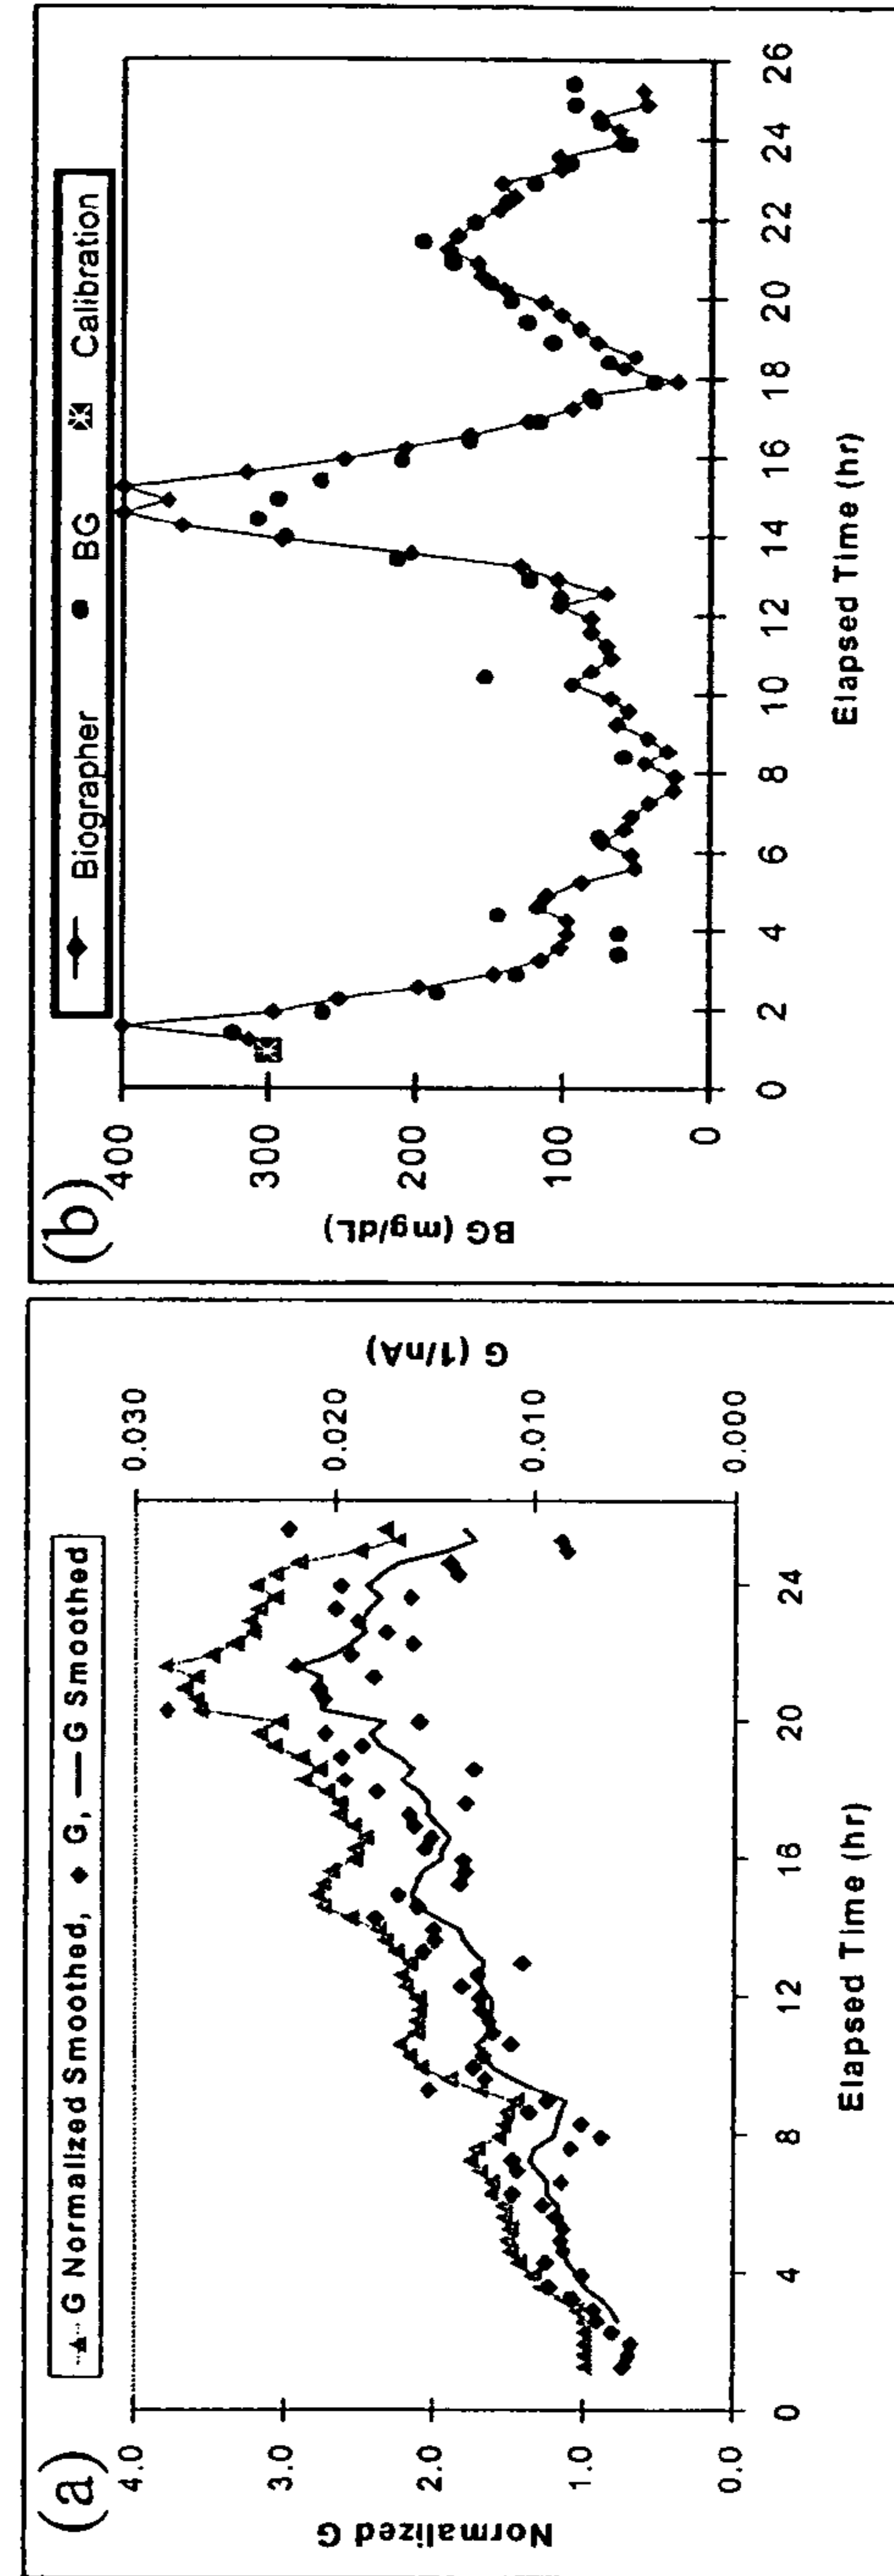 (a)
G Normalized Smoothed, G, G Smoothed
4.0
3.0
2.0
1.0
0.0
Normalized G
0.030
0.020
0.010
0.000
G (1/nA)
0 4 8 12 16 20 24
Elapsed Time (hr)
(b)
Biographer BG Calibration
400
300
200
100
0
BG (mg/dL)
0 2 4 6 8 10 12 14 16 18 20 22 24 26
Elapsed Time (hr)